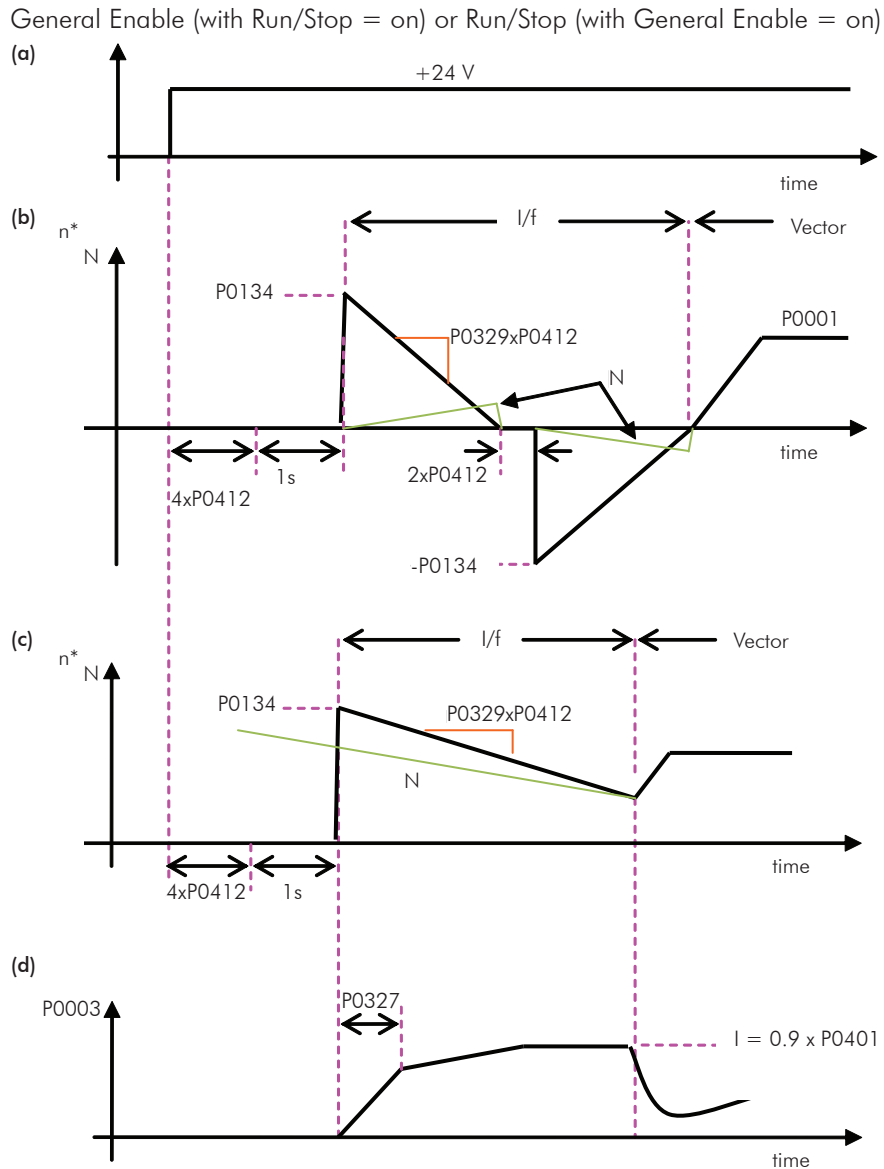 General Enable (with Run/Stop = on) or Run/Stop (with General Enable = on)
(a)
+24 V
time
(b)
n*
N
I/f
Vector
P0134
P0329xP0412
P0001
N
time
1s
2xP0412
4xP0412
-P0134
(c)
n*
N
I/f
Vector
P0134
P0329xP0412
N
time
4xP0412
1s
(d)
P0003
P0327
I = 0.9 x P0401
time